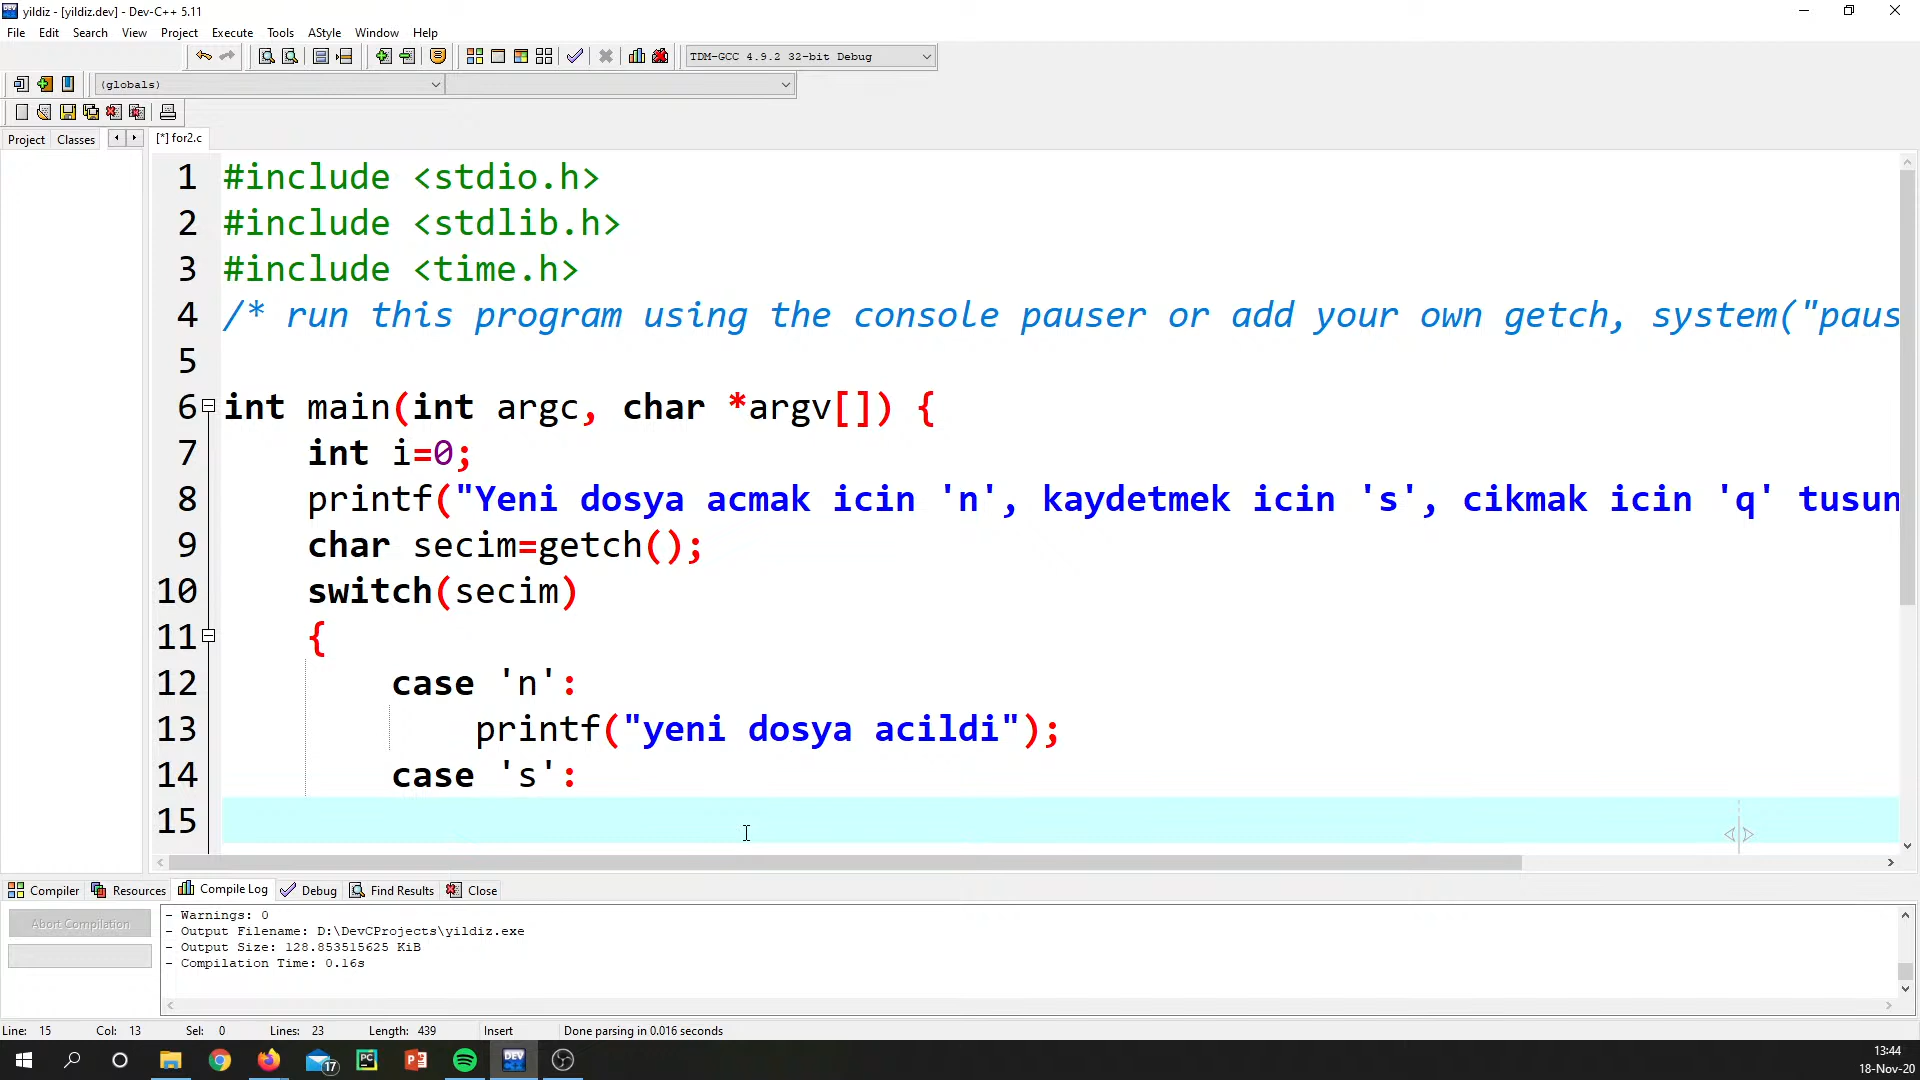 yildiz - [yildiz.dev] - Dev-C++ 5.11
File Edit Search View Project Execute Tools AStyle Window Help
TDM-GCC 4.9.2 32-bit Debug
(globals)
Project Classes [*] for2.c
1 #include <stdio.h>
2 #include <stdlib.h>
3 #include <time.h>
4 /* run this program using the console pauser or add your own getch, system("paus
5
6 int main(int argc, char *argv[]) {
7 int i=0;
8 printf("Yeni dosya acmak icin 'n', kaydetmek icin 's', cikmak icin 'q' tusun
9 char secim=getch();
10 switch(secim)
11 {
12 case 'n':
13 printf("yeni dosya acildi");
14 case 's':
15
Compiler Resources Compile Log Debug Find Results Close
Abort Compilation
- Warnings: 0
- Output Filename: D:\DevCProjects\yildiz.exe
- Output Size: 128.853515625 KiB
- Compilation Time: 0.16s
Line: 15 Col: 13 Sel: 0 Lines: 23 Length: 439 Insert Done parsing in 0.016 seconds
17 PC DEV
13:44
18-Nov-20